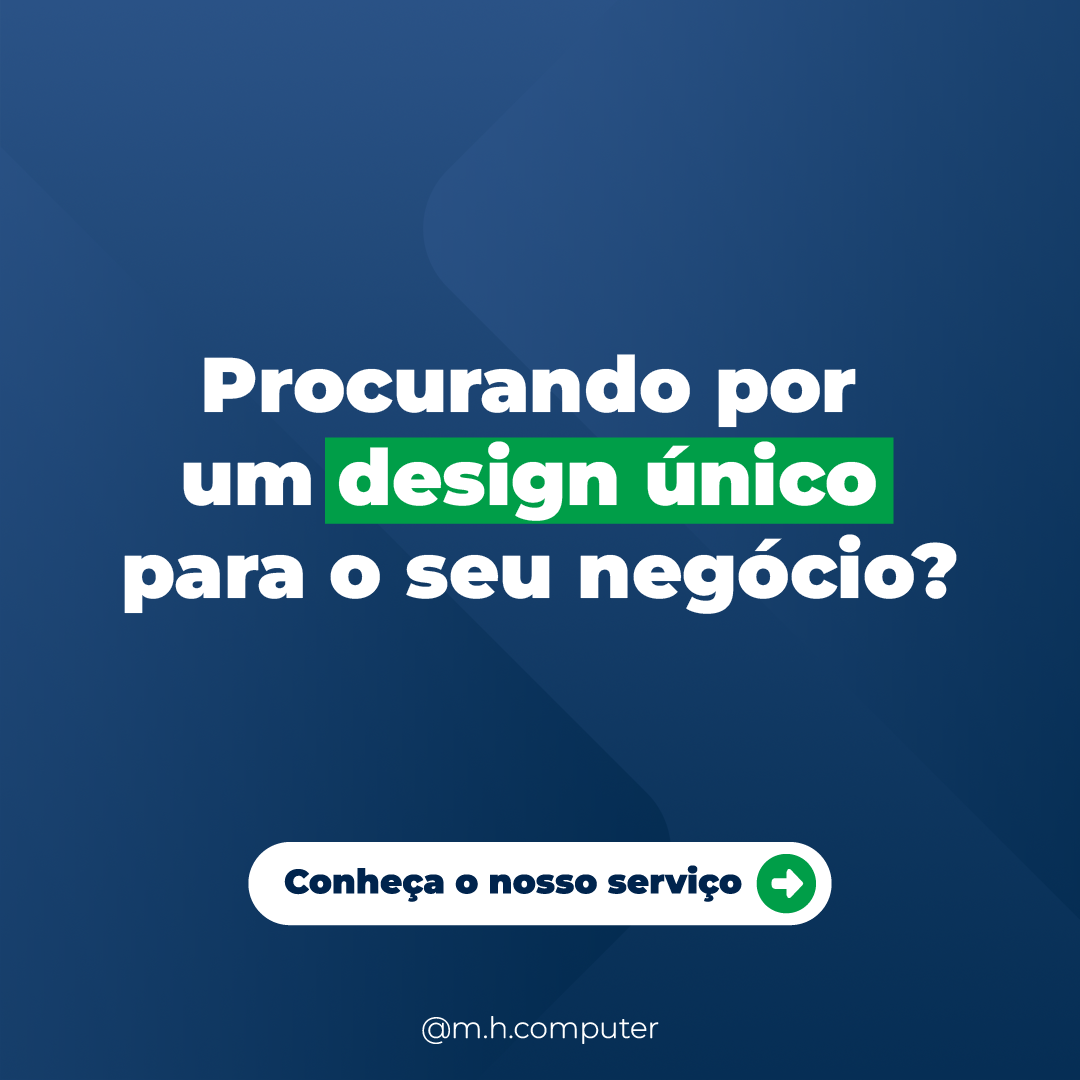 Procurando por
um design único
para o seu negócio?
Conheça o nosso serviço
@m.h.computer